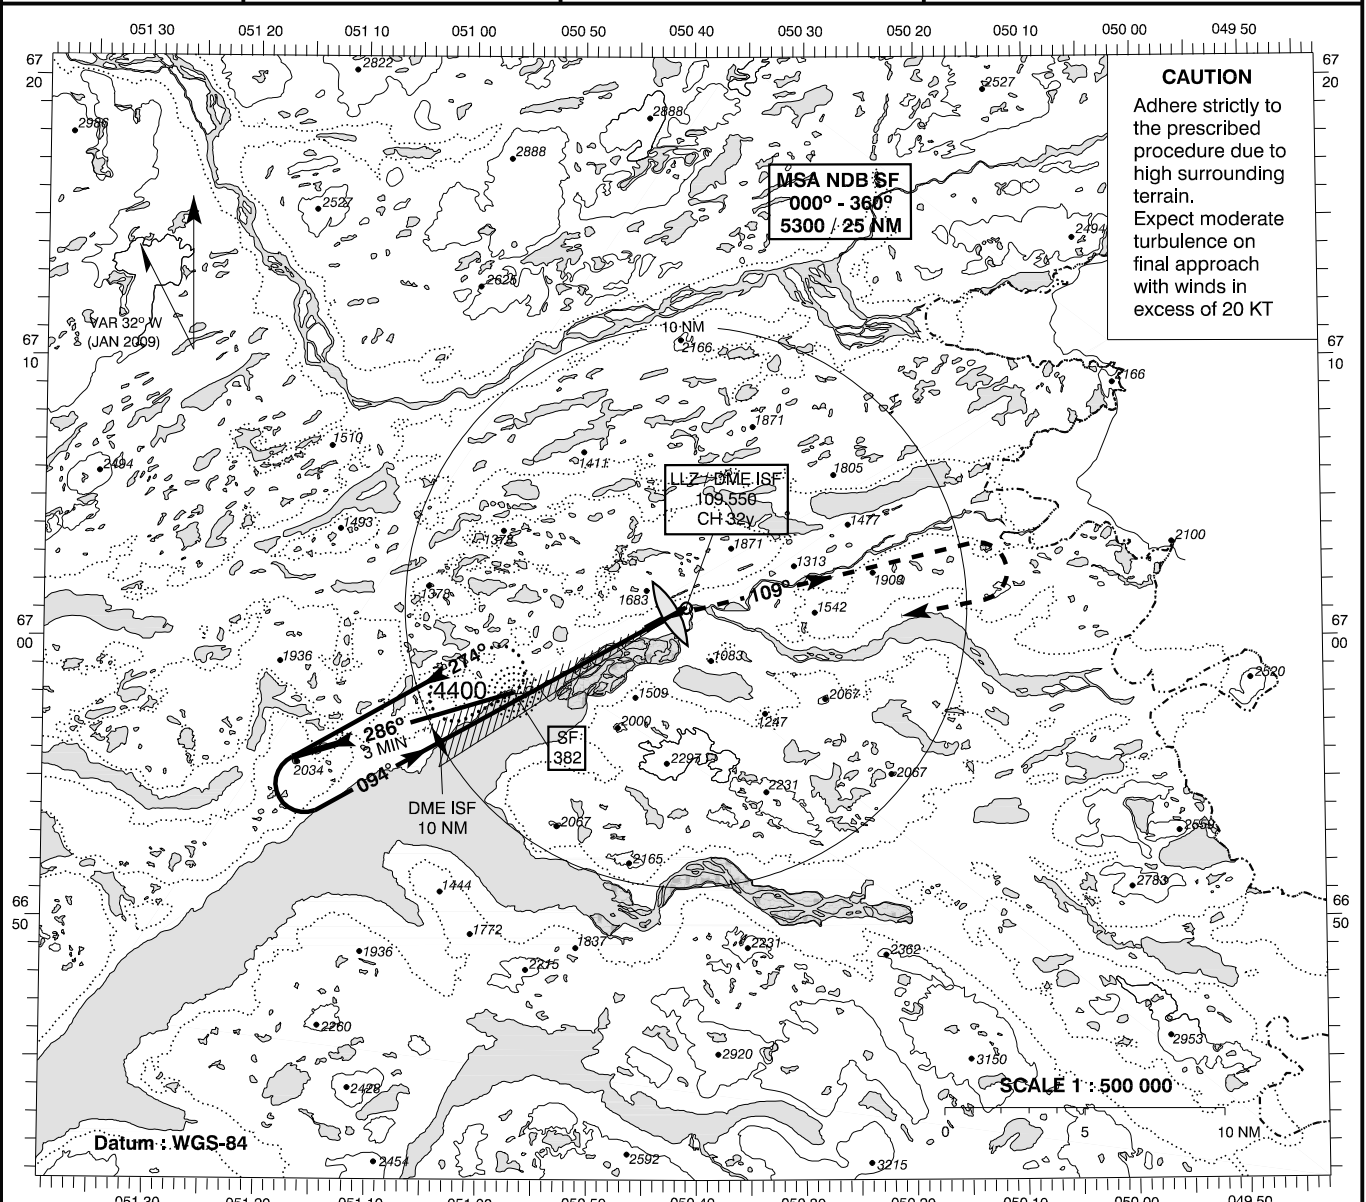 051 30 051 20 051 10 051 00 050 50 050 40 050 30 050 20 050 10 050 00 049 50
67
20
67
20
2822
2986
2888
2888
2527
2527
CAUTION
Adhere strictly to
the prescribed
procedure due to
high surrounding
terrain.
Expect moderate
turbulence on
final approach
with winds in
excess of 20 KT
MSA NDB SF
000° - 360°
5300 / 25 NM
2494
2625
VAR 32° W
(JAN 2009)
67
10
67
10
10 NM
2166
2166
1510
2494
1871
1411
1805
LLZ / DME ISF
109.550
CH 32y
1493
1378
1477
1871
2100
1378
1683
1313
1909
109°
1542
67
00
67
00
1936
274°
4400
1083
2520
286°
3 MIN
1509
2067
2000
1247
SF
382
2034
094°
2297
2067
2231
DME ISF
10 NM
2067
2165
2559
1444
2783
66
50
66
50
1772
1936
1837
2215
2231
2362
2260
2953
2920
3150
2428
SCALE 1 : 500 000
0 5 10 NM
Datum : WGS-84
2454
2592
3215
051 30 051 20 051 10 051 00 050 50 050 40 050 30 050 20 050 10 050 00 049 50